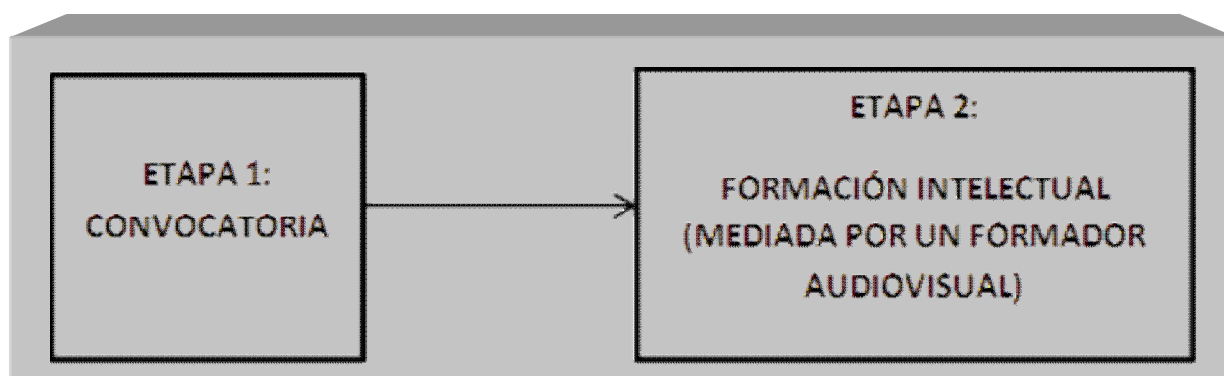 ETAPA 1:
CONVOCATORIA
ETAPA 2:
FORMACIÓN INTELECTUAL
(MEDIADA POR UN FORMADOR
AUDIOVISUAL)